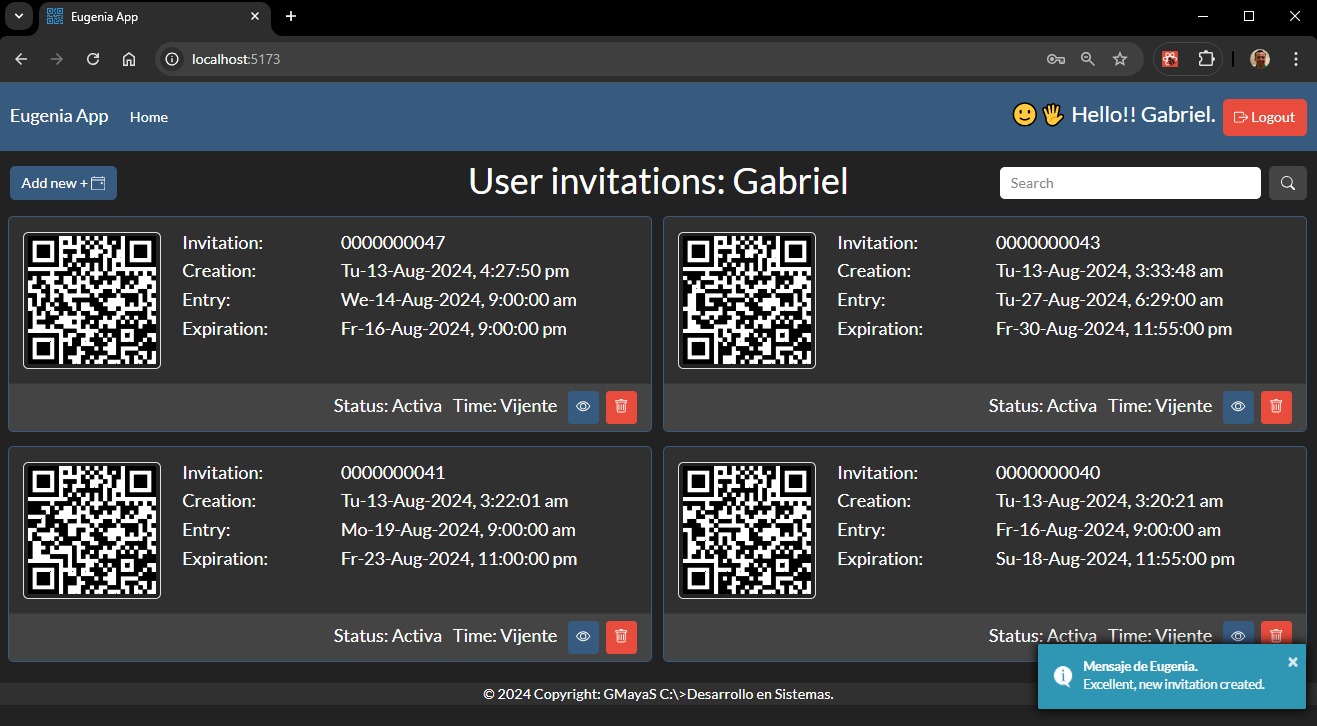 Eugenia App
localhost:5173
Eugenia App Home
🙂🖐 Hello!! Gabriel. Logout
Add new +
User invitations: Gabriel
Search
Invitation: 0000000047
Creation: Tu-13-Aug-2024, 4:27:50 pm
Entry: We-14-Aug-2024, 9:00:00 am
Expiration: Fr-16-Aug-2024, 9:00:00 pm
Status: Activa Time: Vijente
Invitation: 0000000043
Creation: Tu-13-Aug-2024, 3:33:48 am
Entry: Tu-27-Aug-2024, 6:29:00 am
Expiration: Fr-30-Aug-2024, 11:55:00 pm
Status: Activa Time: Vijente
Invitation: 0000000041
Creation: Tu-13-Aug-2024, 3:22:01 am
Entry: Mo-19-Aug-2024, 9:00:00 am
Expiration: Fr-23-Aug-2024, 11:00:00 pm
Status: Activa Time: Vijente
Invitation: 0000000040
Creation: Tu-13-Aug-2024, 3:20:21 am
Entry: Fr-16-Aug-2024, 9:00:00 am
Expiration: Su-18-Aug-2024, 11:55:00 pm
Status: Activa Time: Vijente
Mensaje de Eugenia.
Excellent, new invitation created.
© 2024 Copyright: GMayaS C:\>Desarrollo en Sistemas.